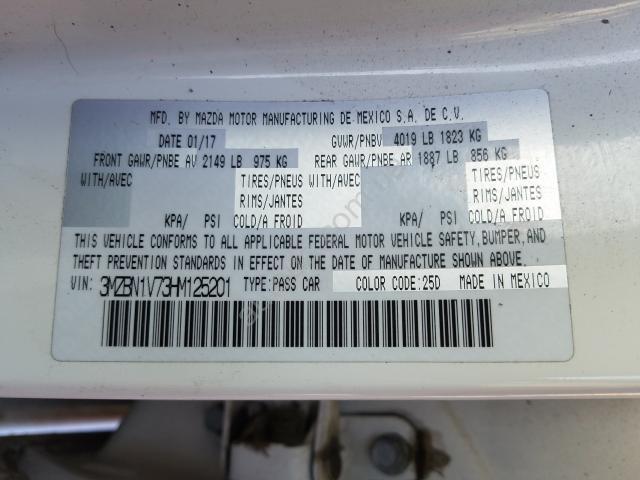 MFD. BY MAZDA MOTOR MANUFACTURING DE MEXICO S.A. DE C.V.
DATE 01/17 GVWR/PNBV 4019 LB 1823 KG
FRONT GAWR/PNBE AV 2149 LB 975 KG REAR GAWR/PNBE AR 1887 LB 856 KG
WITH/AVEC TIRES/PNEUS WITH/AVEC TIRES/PNEUS
RIMS/JANTES RIMS/JANTES
KPA/ PSI COLD/A FROID KPA/ PSI COLD/A FROID
THIS VEHICLE CONFORMS TO ALL APPLICABLE FEDERAL MOTOR VEHICLE SAFETY, BUMPER, AND
THEFT PREVENTION STANDARDS IN EFFECT ON THE DATE OF MANUFACTURE SHOWN ABOVE.
VIN: 3MZBN1V73HM125201 TYPE: PASS CAR COLOR CODE: 25D MADE IN MEXICO